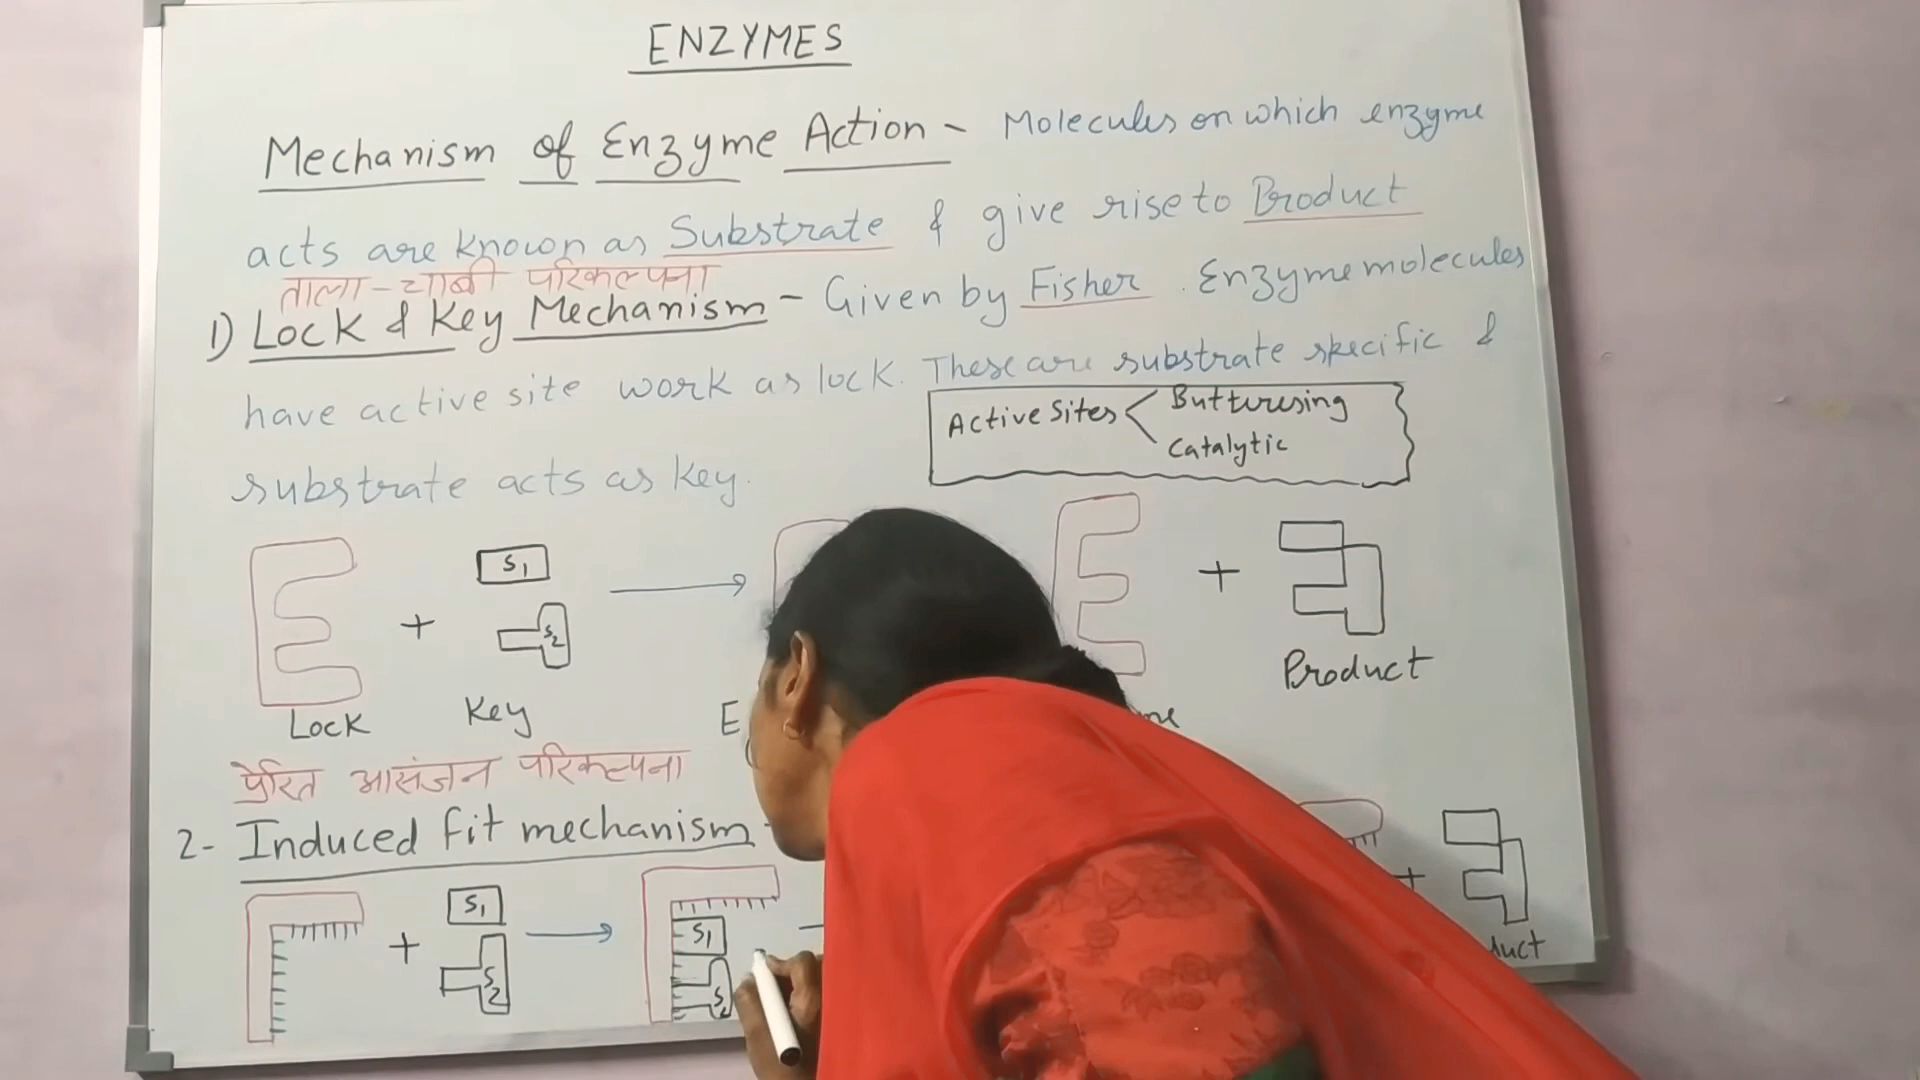 ENZYMES
Mechanism of Enzyme Action - Molecules on which enzyme
acts are known as Substrate & give rise to Product
ताला-चाबी परिकल्पना
1) Lock & Key Mechanism - Given by Fisher. Enzyme molecules
have active site work as lock. These are substrate specific &
substrate acts as key.
Active Sites Butturesing
Catalytic
S1
S2
Lock Key E me Product
प्रेरित आसंजन परिकल्पना
2- Induced fit mechanism
S1
S2
S1
S2
duct